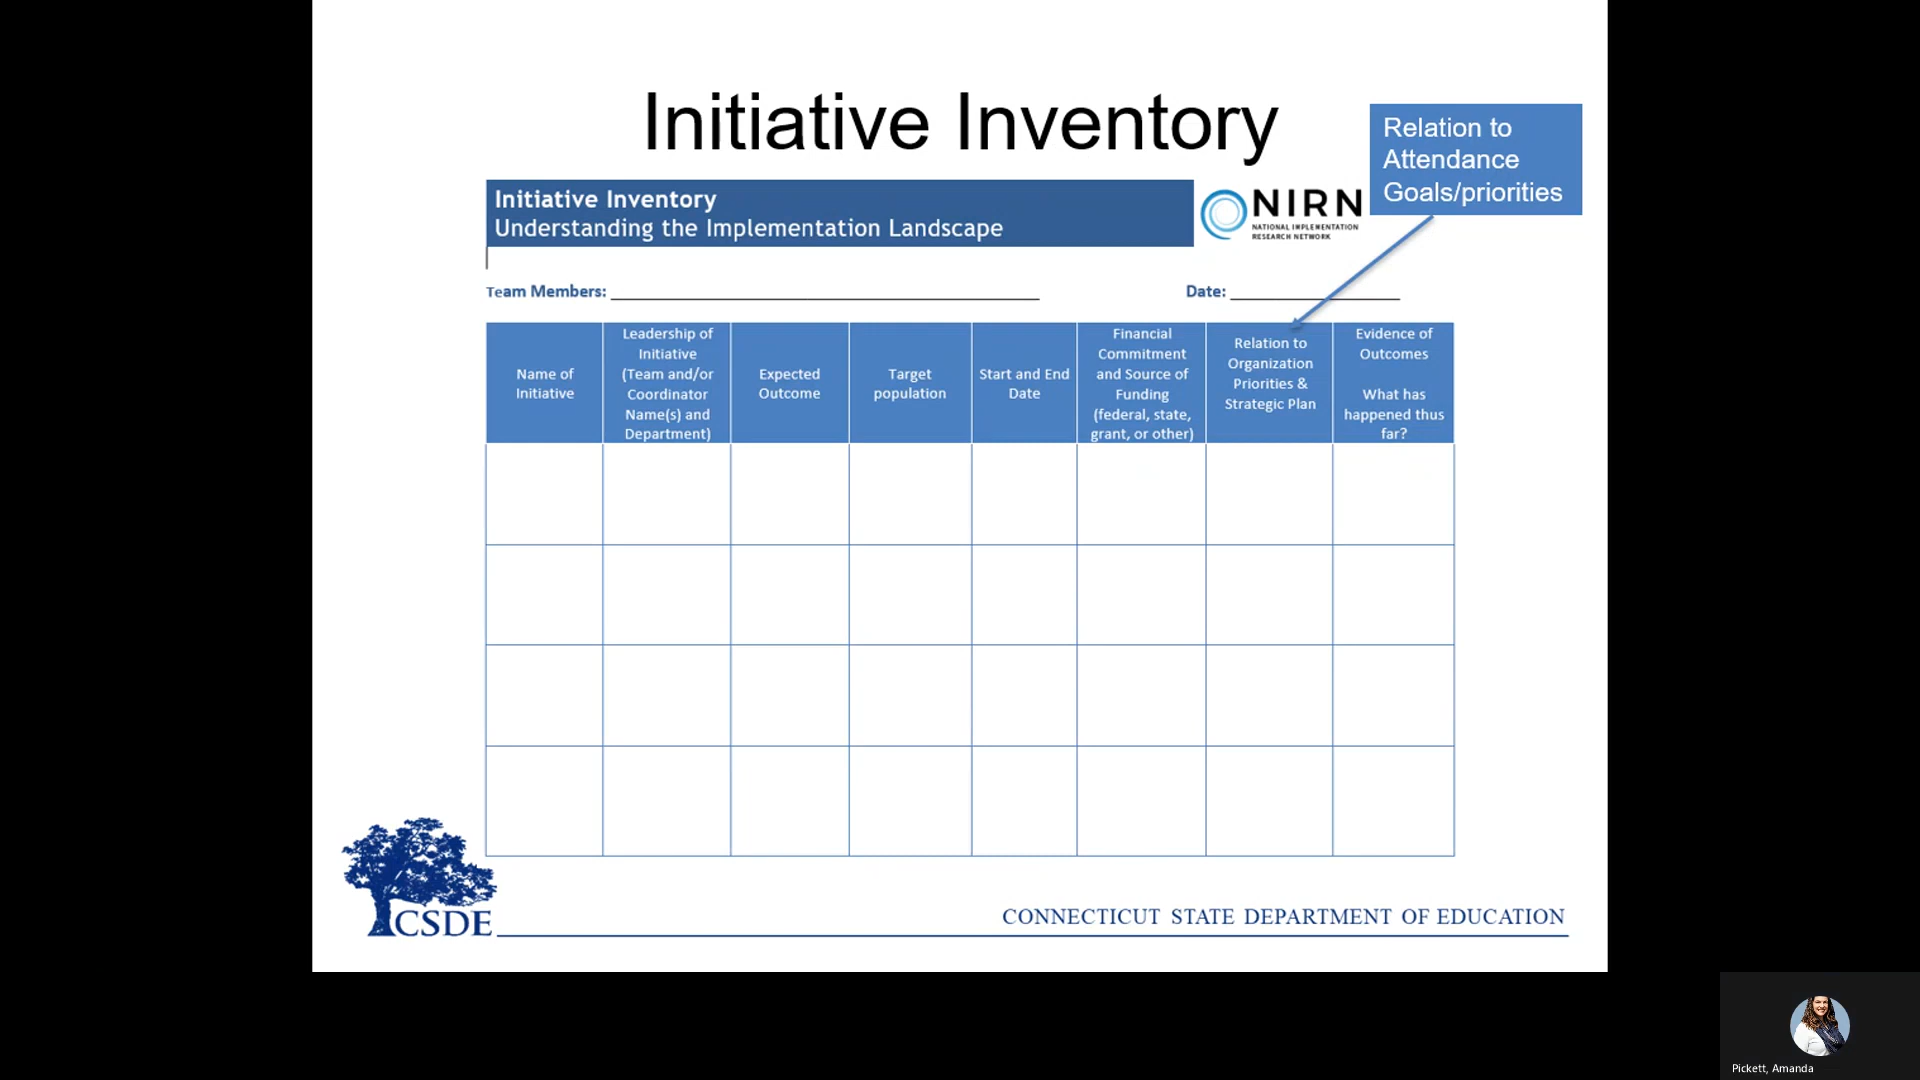 Initiative Inventory
Relation to
Attendance
Goals/priorities
Initiative Inventory
Understanding the Implementation Landscape
NIRN
NATIONAL IMPLEMENTATION
RESEARCH NETWORK
Team Members: ____________________
Date: __________
Name of
Initiative
Leadership of
Initiative
(Team and/or
Coordinator
Name(s) and
Department)
Expected
Outcome
Target
population
Start and End
Date
Financial
Commitment
and Source of
Funding
(federal, state,
grant, or other)
Relation to
Organization
Priorities &
Strategic Plan
Evidence of
Outcomes
What has
happened thus
far?
CSDE
CONNECTICUT STATE DEPARTMENT OF EDUCATION
Pickett, Amanda